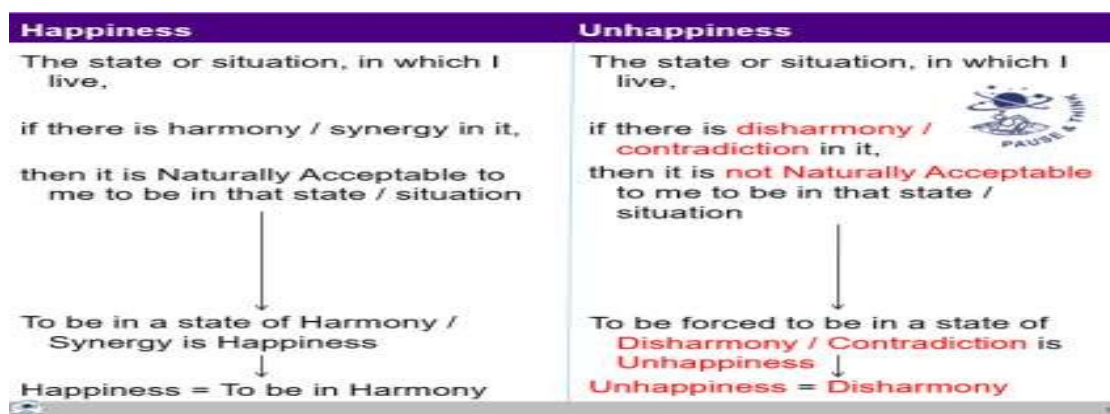 Happiness
The state or situation, in which I
live,
if there is harmony / synergy in it,
then it is Naturally Acceptable to
me to be in that state / situation
To be in a state of Harmony /
Synergy is Happiness
Happiness = To be in Harmony
Unhappiness
The state or situation, in which I
live,
if there is disharmony /
contradiction in it,
then it is not Naturally Acceptable
to me to be in that state /
situation
To be forced to be in a state of
Disharmony / Contradiction is
Unhappiness
Unhappiness = Disharmony
PAUSE & THINK